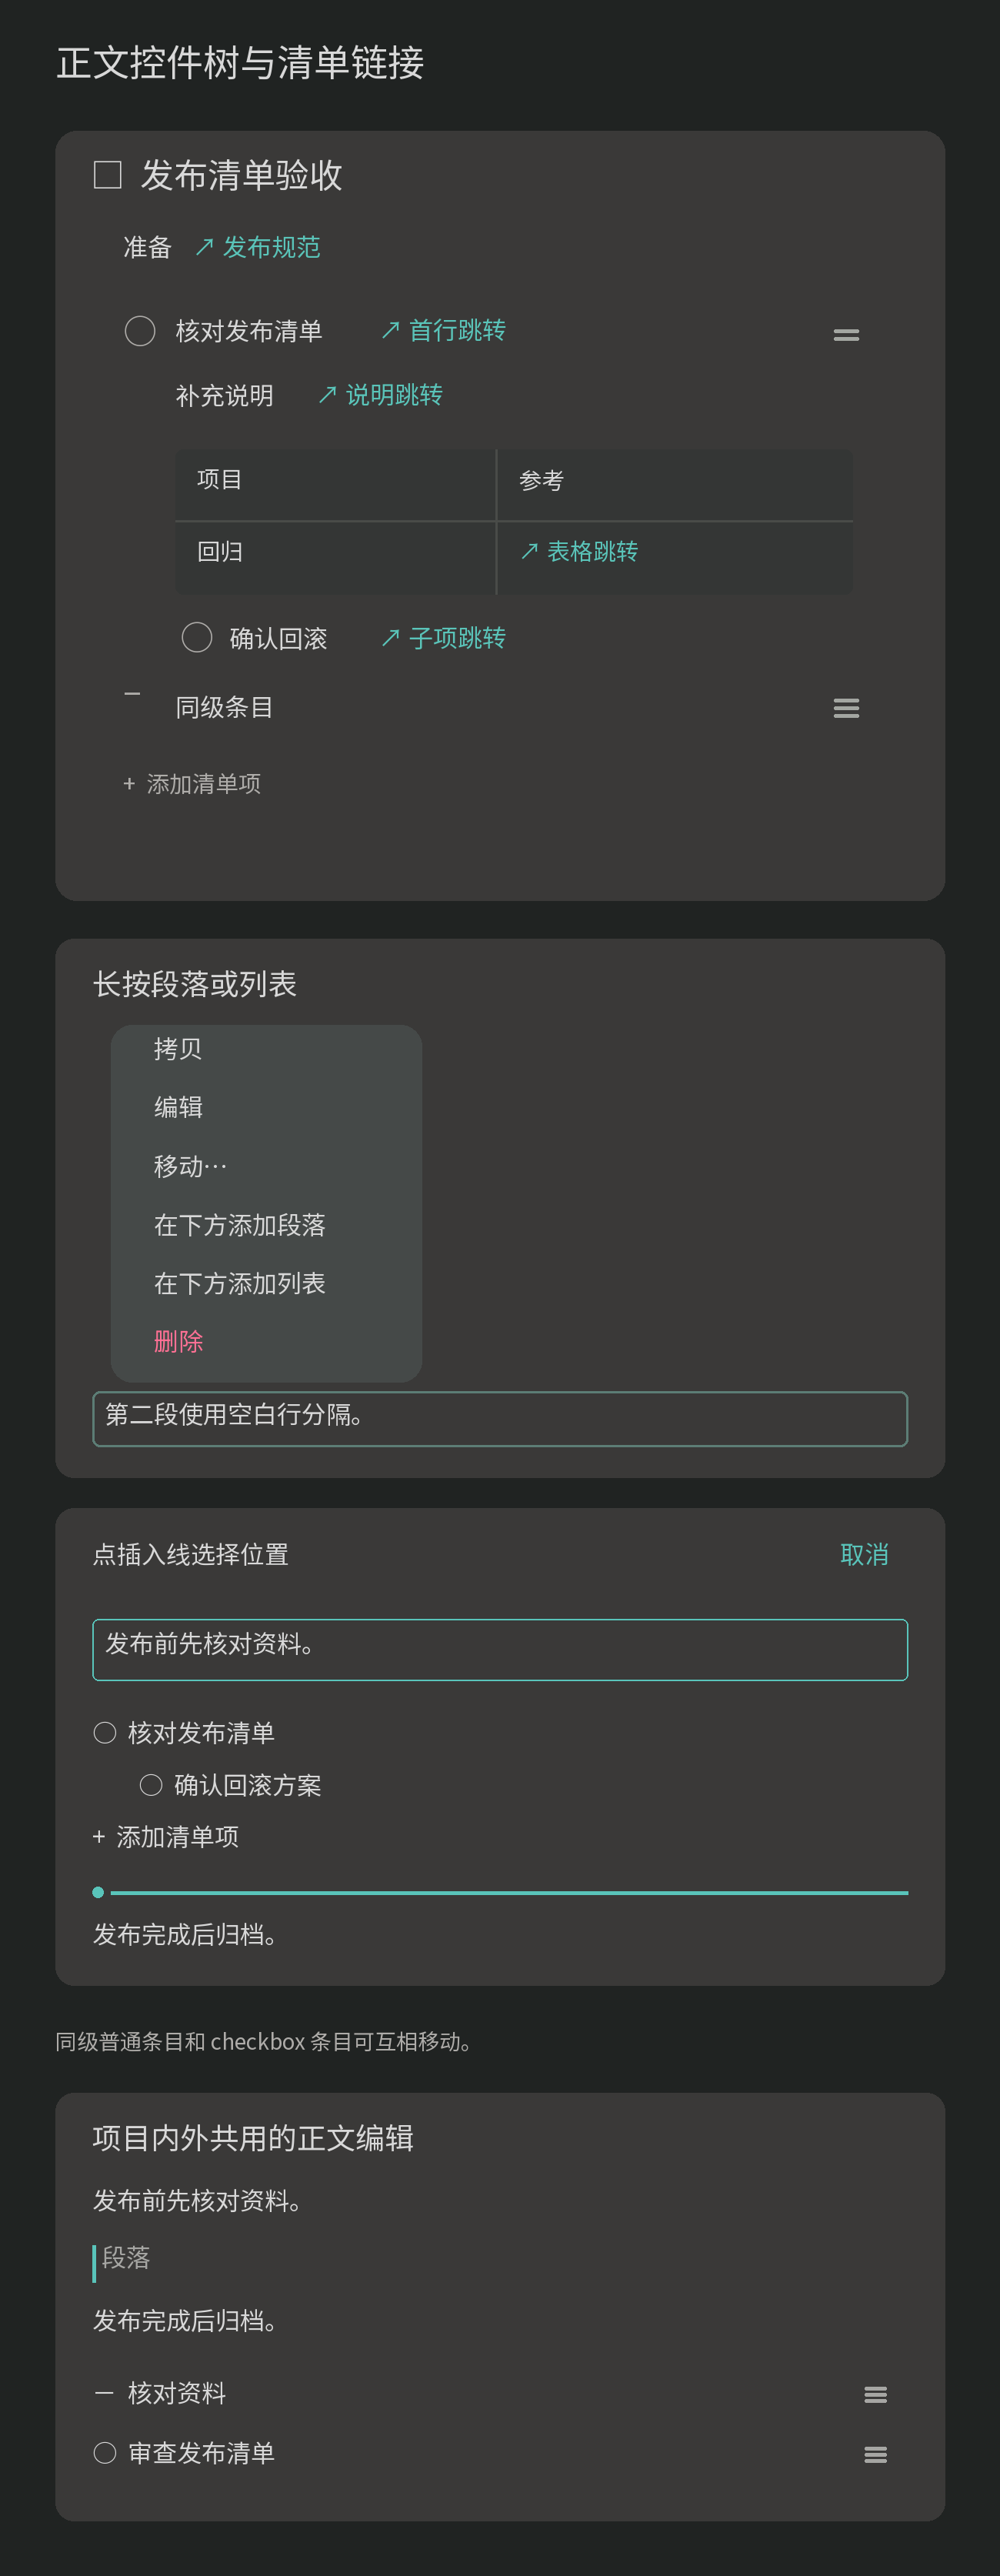 正文控件树与清单链接
发布清单验收
准备 ↗ 发布规范
核对发布清单 ↗ 首行跳转
补充说明 ↗ 说明跳转
项目 参考
回归 ↗ 表格跳转
确认回滚 ↗ 子项跳转
同级条目
+ 添加清单项
长按段落或列表
拷贝
编辑
移动…
在下方添加段落
在下方添加列表
删除
第二段使用空白行分隔。
点插入线选择位置 取消
发布前先核对资料。
核对发布清单
确认回滚方案
+ 添加清单项
发布完成后归档。
同级普通条目和 checkbox 条目可互相移动。
项目内外共用的正文编辑
发布前先核对资料。
段落
发布完成后归档。
核对资料
审查发布清单